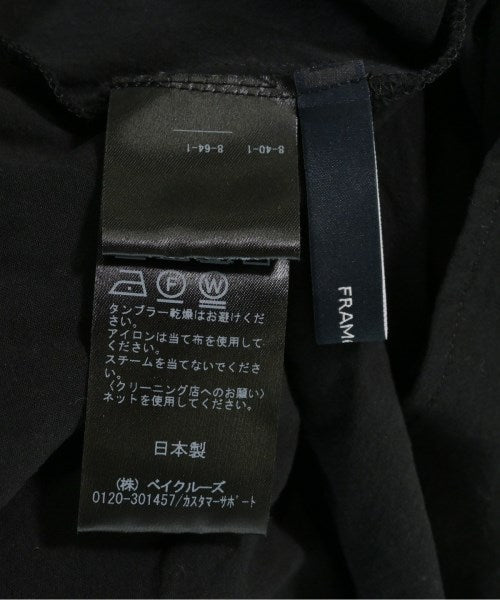 8-40-1
8-64-1
FRAM
F
W
タンブラー乾燥はお避けくだ
さい。
アイロンは当て布を使用して
ください。
スチームを当てないでくださ
い。
〈クリーニング店へのお願い〉
ネットを使用してください。
日本製
(株) ベイクルーズ
0120-301457/カスタマーサポート